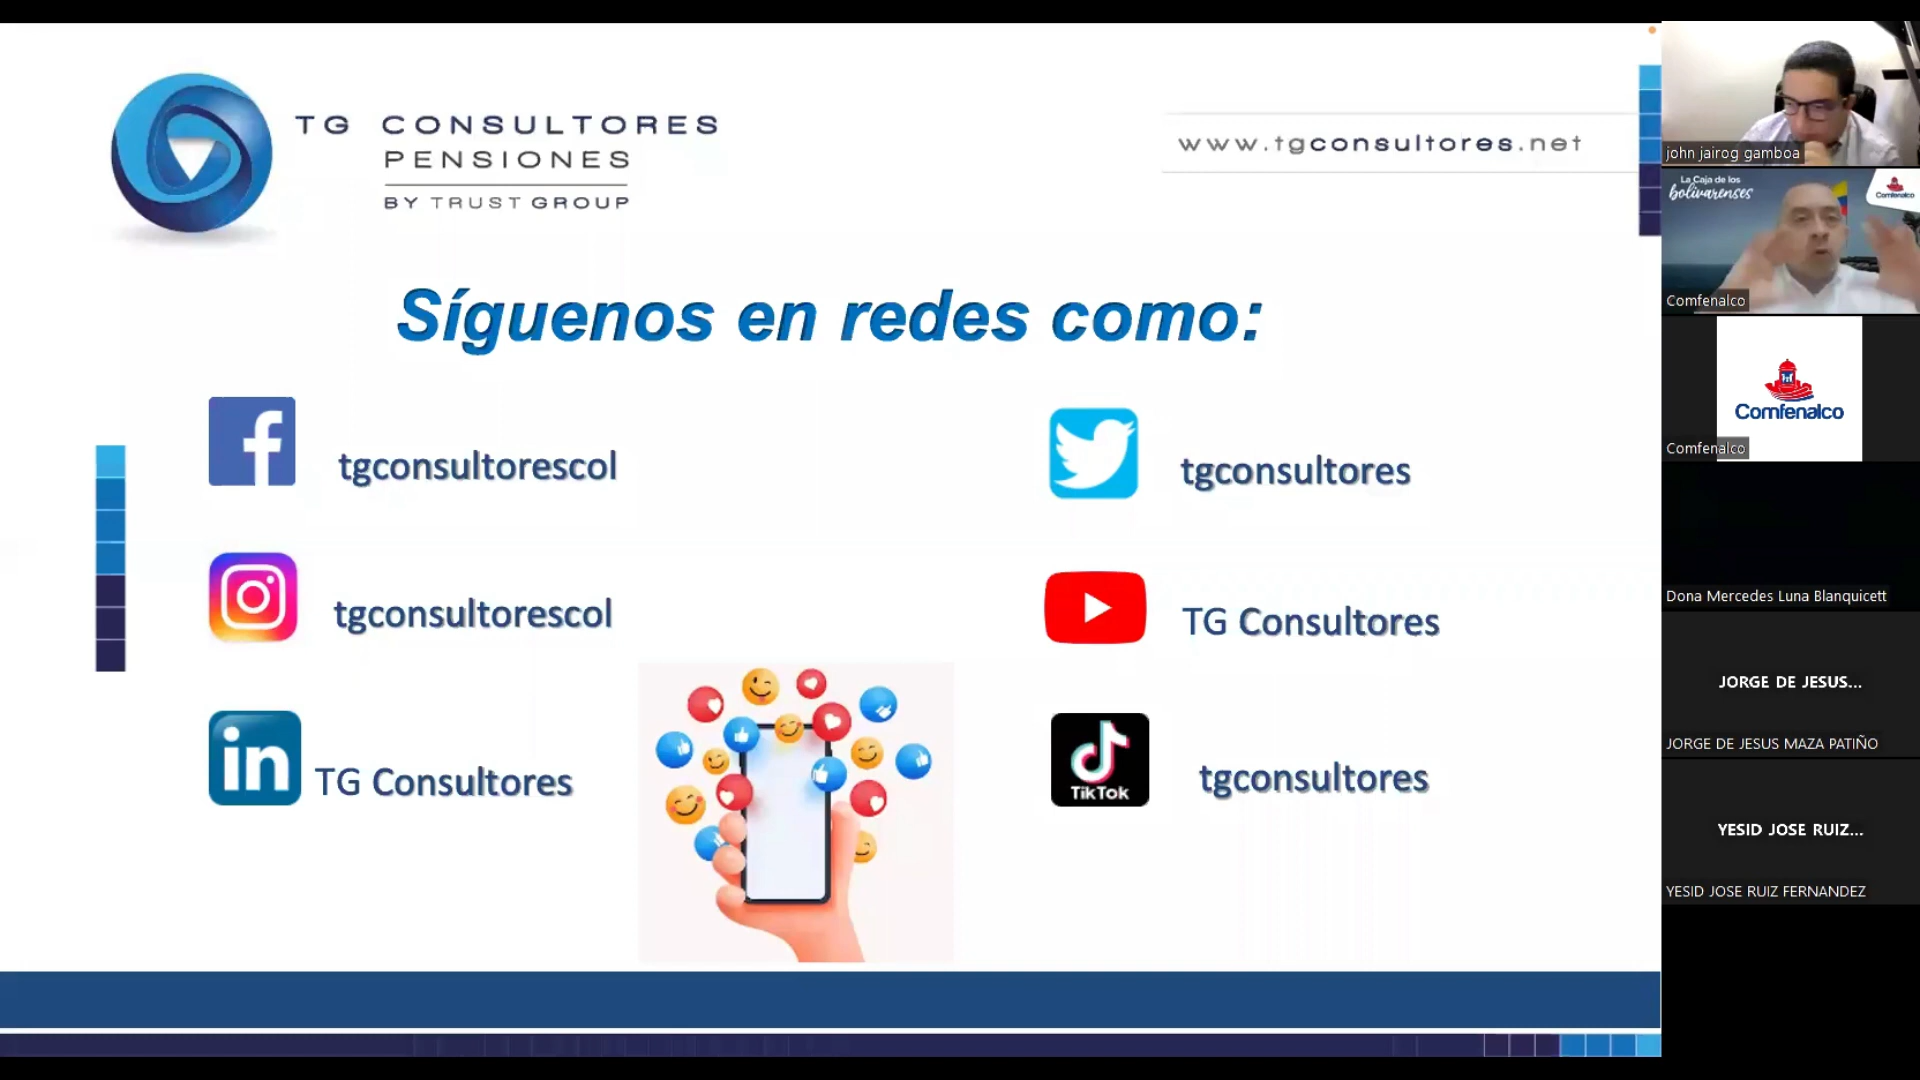 TG CONSULTORES
PENSIONES
BY TRUST GROUP
www.tgconsultores.net
Síguenos en redes como:
tgconsultorescol
tgconsultores
tgconsultorescol
TG Consultores
in TG Consultores
TikTok
tgconsultores
john jairog gamboa
La Caja de los
bolivarenses
Comfenalco
Comfenalco
Comfenalco
Comfenalco
Dona Mercedes Luna Blanquicett
JORGE DE JESUS...
JORGE DE JESUS MAZA PATIÑO
YESID JOSE RUIZ...
YESID JOSE RUIZ FERNANDEZ